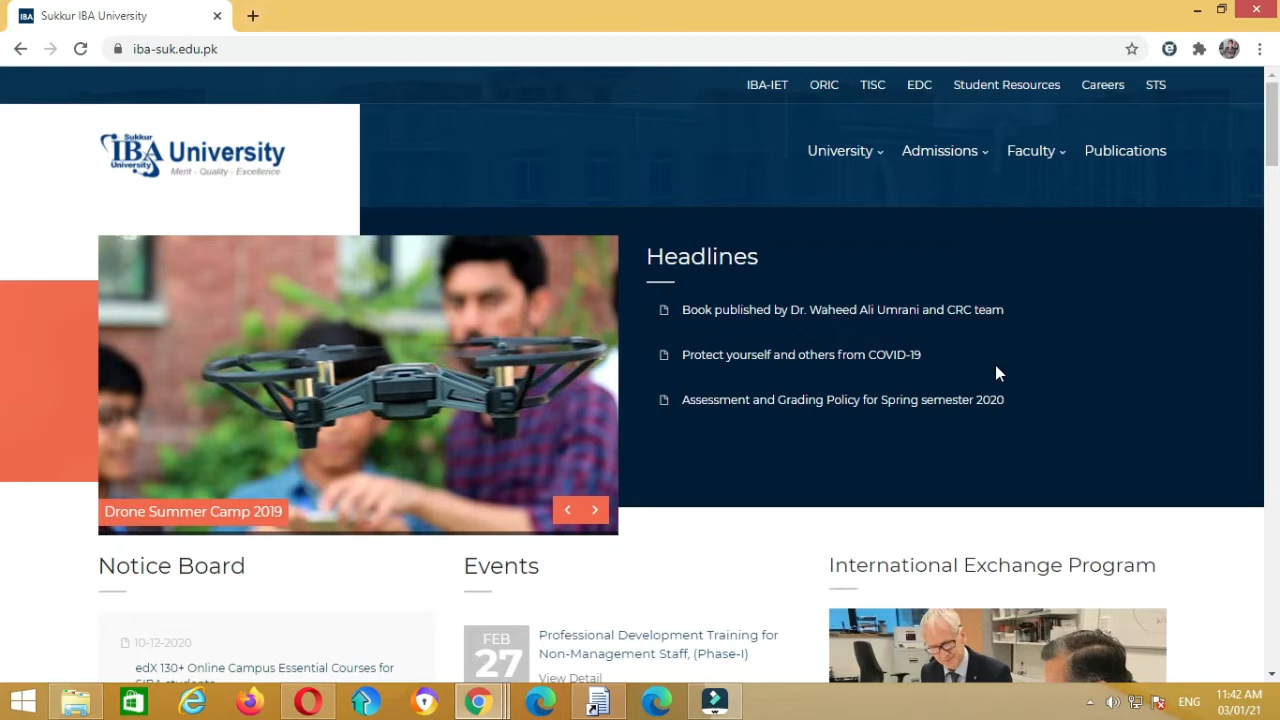 IBA Sukkur IBA University
iba-suk.edu.pk
IBA-IET ORIC TISC EDC Student Resources Careers STS
Sukkur
IBA University
University
Merit - Quality - Excellence
University Admissions Faculty Publications
Headlines
Book published by Dr. Waheed Ali Umrani and CRC team
Protect yourself and others from COVID-19
Assessment and Grading Policy for Spring semester 2020
Drone Summer Camp 2019
Notice Board
10-12-2020
edX 130+ Online Campus Essential Courses for
SIBA students
Events
FEB
27
Professional Development Training for
Non-Management Staff, (Phase-I)
View Detail
International Exchange Program
ENG
11:42 AM
03/01/21